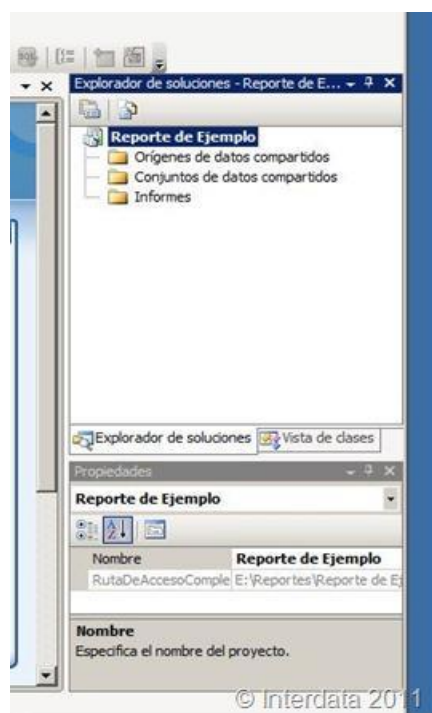 Explorador de soluciones - Reporte de E...
Reporte de Ejemplo
Orígenes de datos compartidos
Conjuntos de datos compartidos
Informes
Explorador de soluciones Vista de clases
Propiedades
Reporte de Ejemplo
Nombre Reporte de Ejemplo
RutaDeAccesoComple E:\Reportes\Reporte de Ej
Nombre
Especifica el nombre del proyecto.
© Interdata 2011